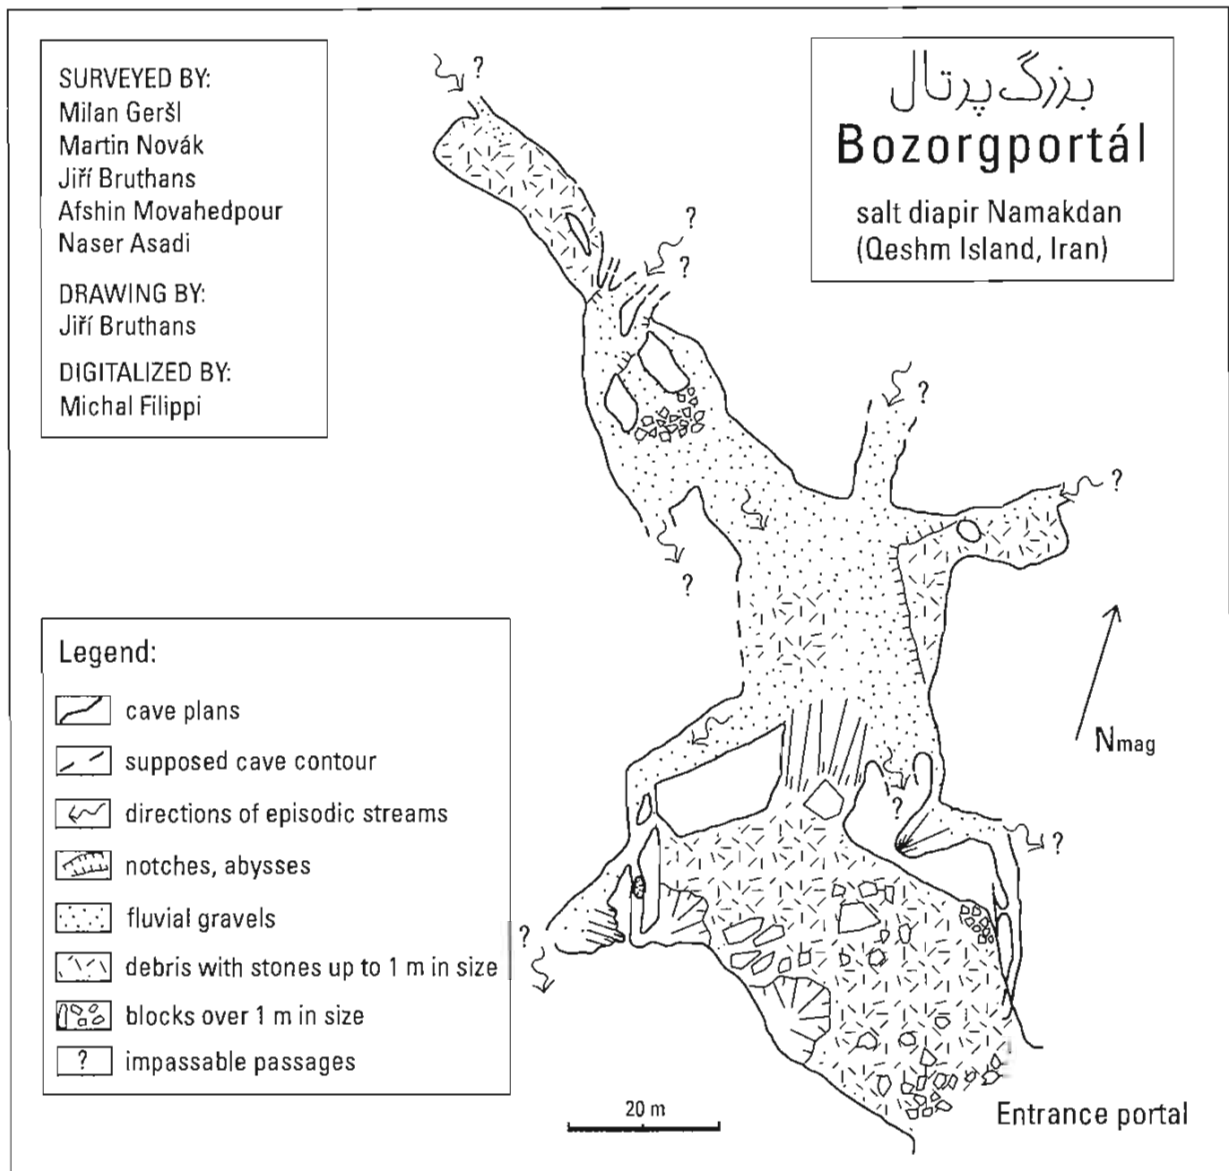 SURVEYED BY:
Milan Geršl
Martin Novák
Jiří Bruthans
Afshin Movahedpour
Naser Asadi
DRAWING BY:
Jiří Bruthans
DIGITALIZED BY:
Michal Filippi
بزرگ پرتال
Bozorgportál
salt diapir Namakdan
(Qeshm Island, Iran)
?
?
?
?
?
?
?
?
?
Nmag
Legend:
cave plans
supposed cave contour
directions of episodic streams
notches, abysses
fluvial gravels
debris with stones up to 1 m in size
blocks over 1 m in size
? impassable passages
?
20 m
Entrance portal